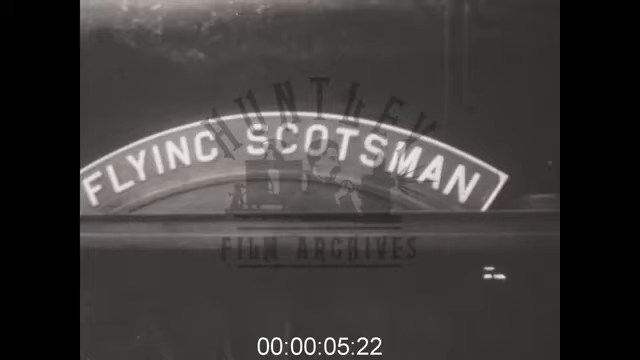 FLYING SCOTSMAN
HUNTLEY
FILM ARCHIVES
00:00:05:22